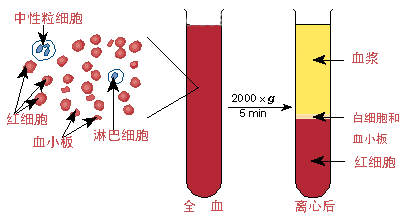 中性粒细胞
红细胞
血小板
淋巴细胞
2000 × g
5 min
血浆
白细胞和
血小板
红细胞
全 血
离心后